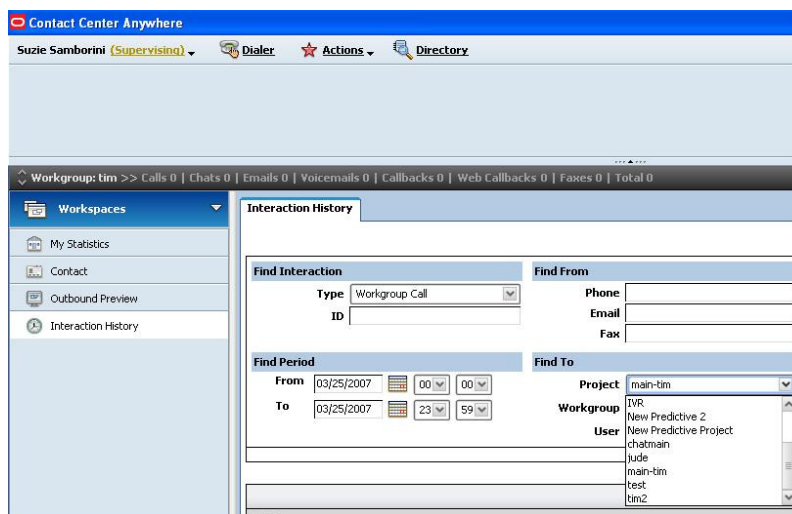 Contact Center Anywhere
Suzie Samborini (Supervising) Dialer Actions Directory
Workgroup: tim >> Calls 0 | Chats 0 | Emails 0 | Voicemails 0 | Callbacks 0 | Web Callbacks 0 | Faxes 0 | Total 0
Workspaces
My Statistics
Contact
Outbound Preview
Interaction History
Interaction History
Find Interaction
Type Workgroup Call
ID
Find From
Phone
Email
Fax
Find Period
From 03/25/2007 00 00
To 03/25/2007 23 59
Find To
Project main-tim
Workgroup
User
IVR
New Predictive 2
New Predictive Project
chatmain
jude
main-tim
test
tim2